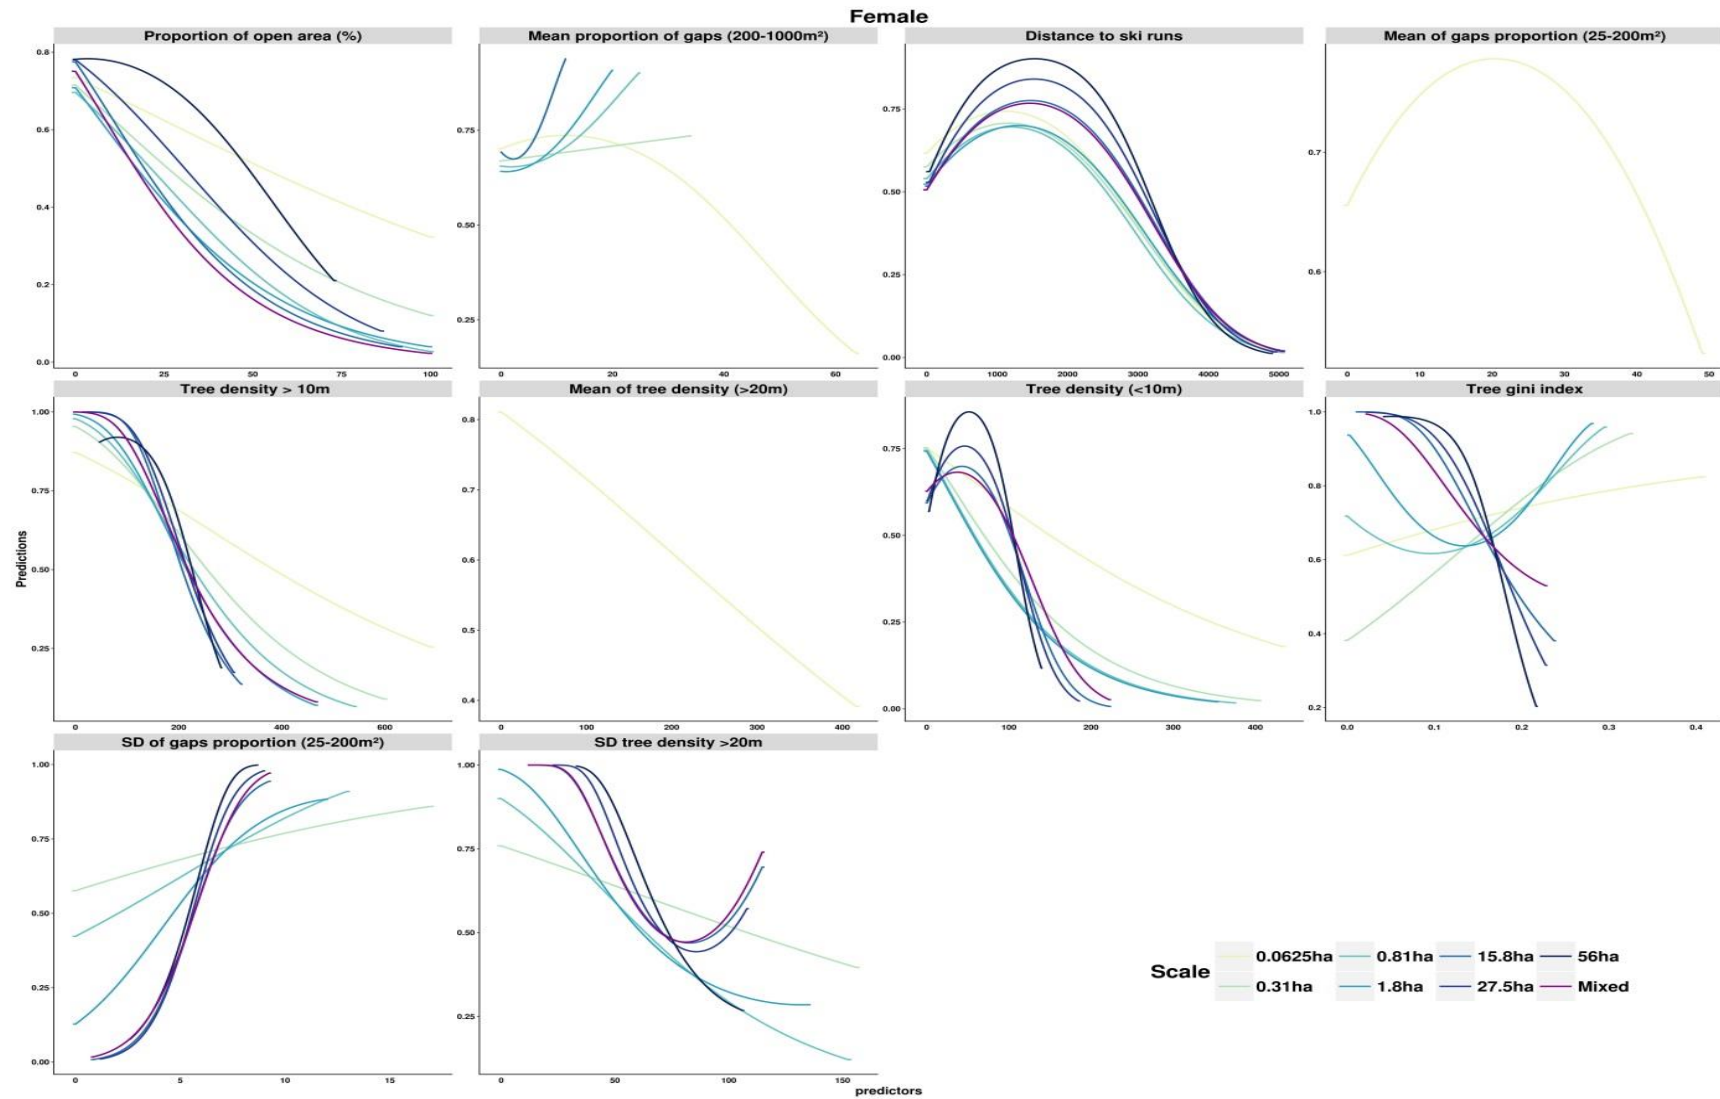 Female
Proportion of open area (%) Mean proportion of gaps (200-1000m²) Distance to ski runs Mean of gaps proportion (25-200m²)
0.8
0.6
0.4
0.2
0.0
0 25 50 75 100
0.75
0.50
0.25
0 20 40 60
0.75
0.50
0.25
0.00
0 1000 2000 3000 4000 5000
0.7
0.6
0 10 20 30 40 50
Predictions
Tree density > 10m Mean of tree density (>20m) Tree density (<10m) Tree gini index
1.00
0.75
0.50
0.25
0 200 400 600
0.8
0.7
0.6
0.5
0.4
0 100 200 300 400
0.75
0.50
0.25
0.00
0 100 200 300 400
1.0
0.8
0.6
0.4
0.2
0.0 0.1 0.2 0.3 0.4
SD of gaps proportion (25-200m²) SD tree density >20m
1.00
0.75
0.50
0.25
0.00
0 5 10 15
1.00
0.75
0.50
0.25
0 50 100 150
predictors
Scale
0.0625ha 0.81ha 15.8ha 56ha
0.31ha 1.8ha 27.5ha Mixed